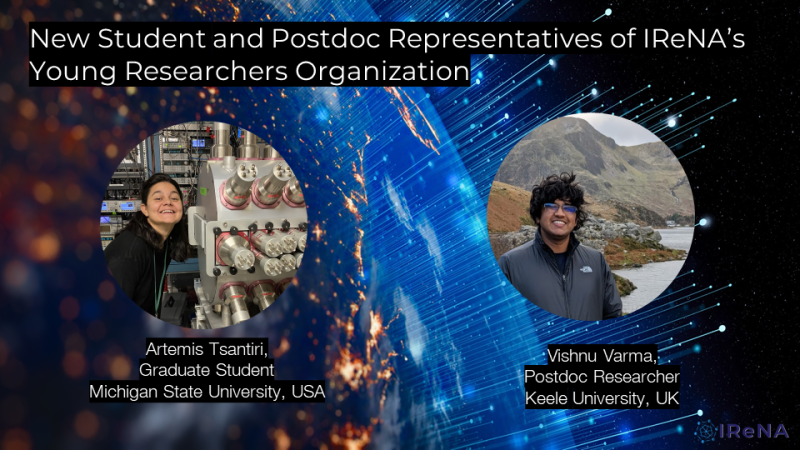 New Student and Postdoc Representatives of IReNA’s
Young Researchers Organization
Artemis Tsantiri,
Graduate Student
Michigan State University, USA
Vishnu Varma,
Postdoc Researcher
Keele University, UK
IReNA